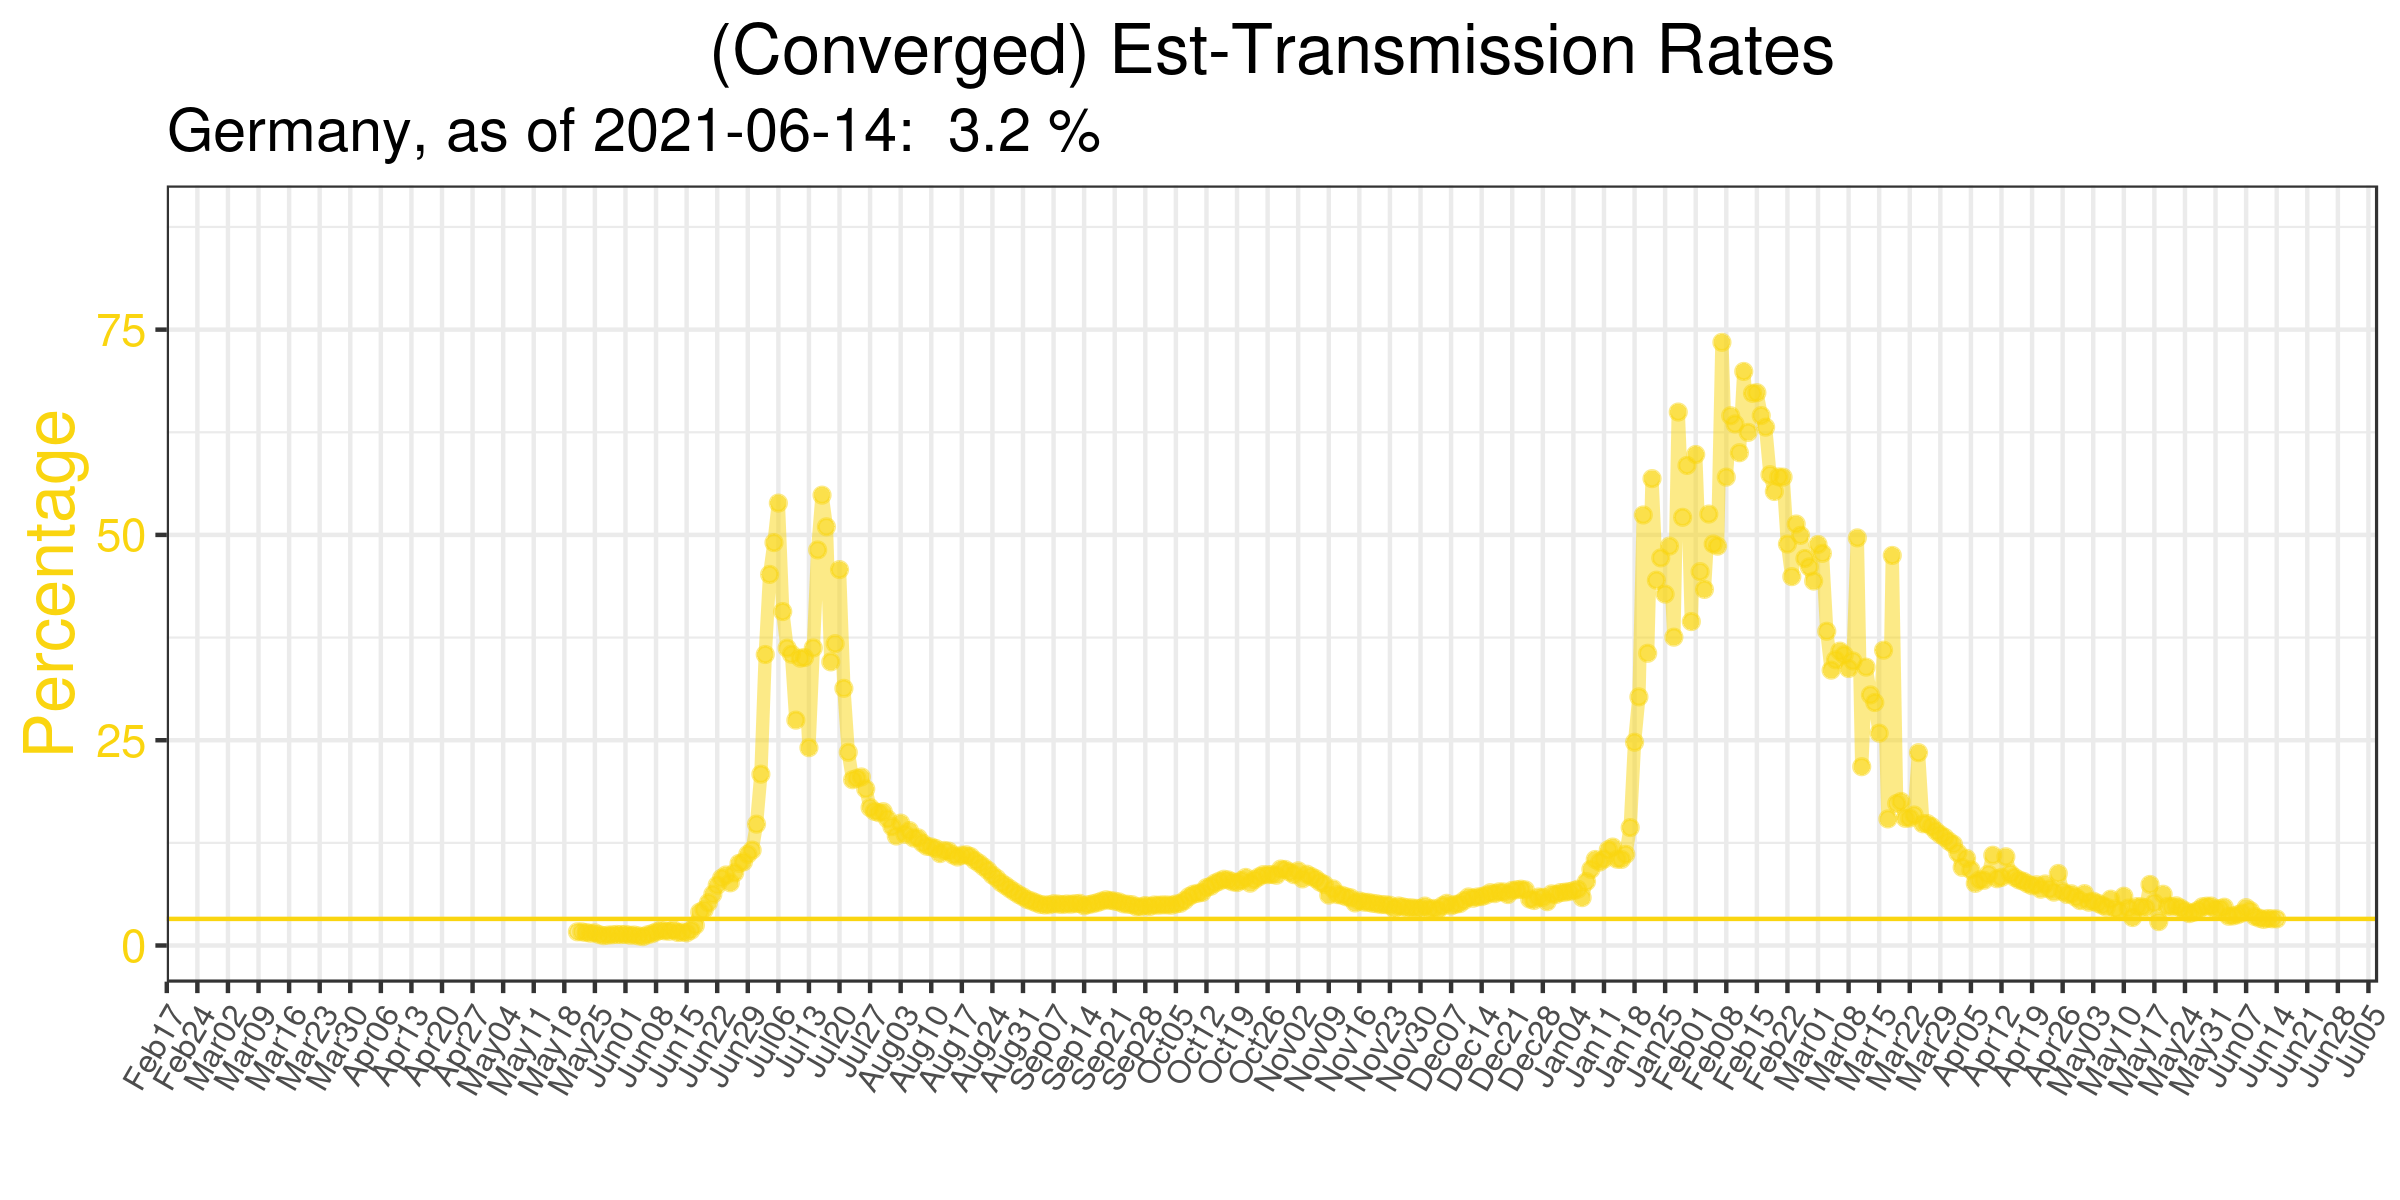 (Converged) Est-Transmission Rates
Germany, as of 2021-06-14:  3.2 %
Percentage
75
50
25
0
Feb17
Feb24
Mar02
Mar09
Mar16
Mar23
Mar30
Apr06
Apr13
Apr20
Apr27
May04
May11
May18
May25
Jun01
Jun08
Jun15
Jun22
Jun29
Jul06
Jul13
Jul20
Jul27
Aug03
Aug10
Aug17
Aug24
Aug31
Sep07
Sep14
Sep21
Sep28
Oct05
Oct12
Oct19
Oct26
Nov02
Nov09
Nov16
Nov23
Nov30
Dec07
Dec14
Dec21
Dec28
Jan04
Jan11
Jan18
Jan25
Feb01
Feb08
Feb15
Feb22
Mar01
Mar08
Mar15
Mar22
Mar29
Apr05
Apr12
Apr19
Apr26
May03
May10
May17
May24
May31
Jun07
Jun14
Jun21
Jun28
Jul05